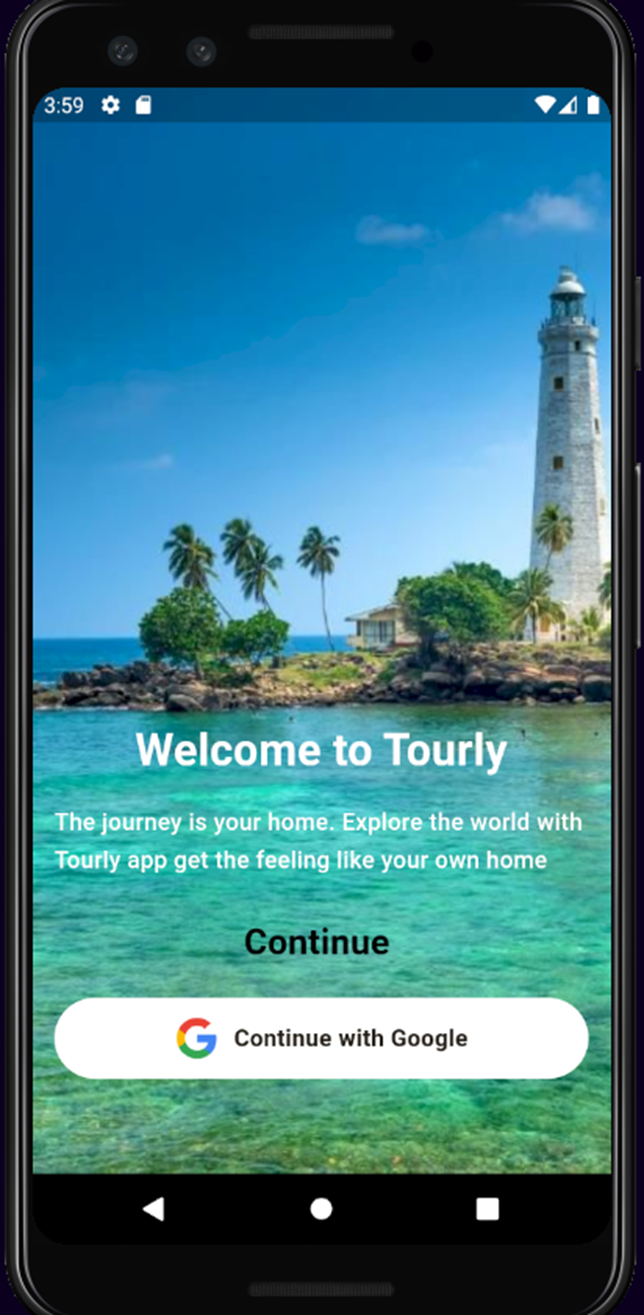 3:59
Welcome to Tourly
The journey is your home. Explore the world with
Tourly app get the feeling like your own home
Continue
Continue with Google